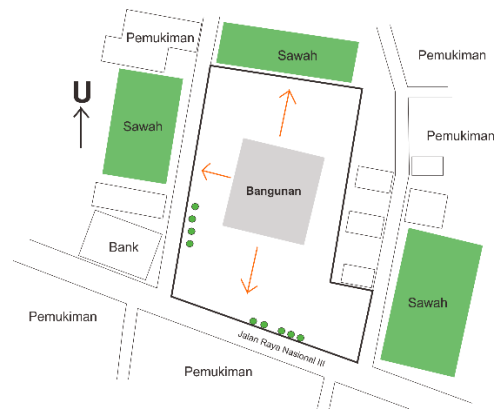 Pemukiman
Sawah
Pemukiman
U
Sawah
Pemukiman
Bangunan
Bank
Sawah
Pemukiman
Jalan Raya Nasional III
Pemukiman